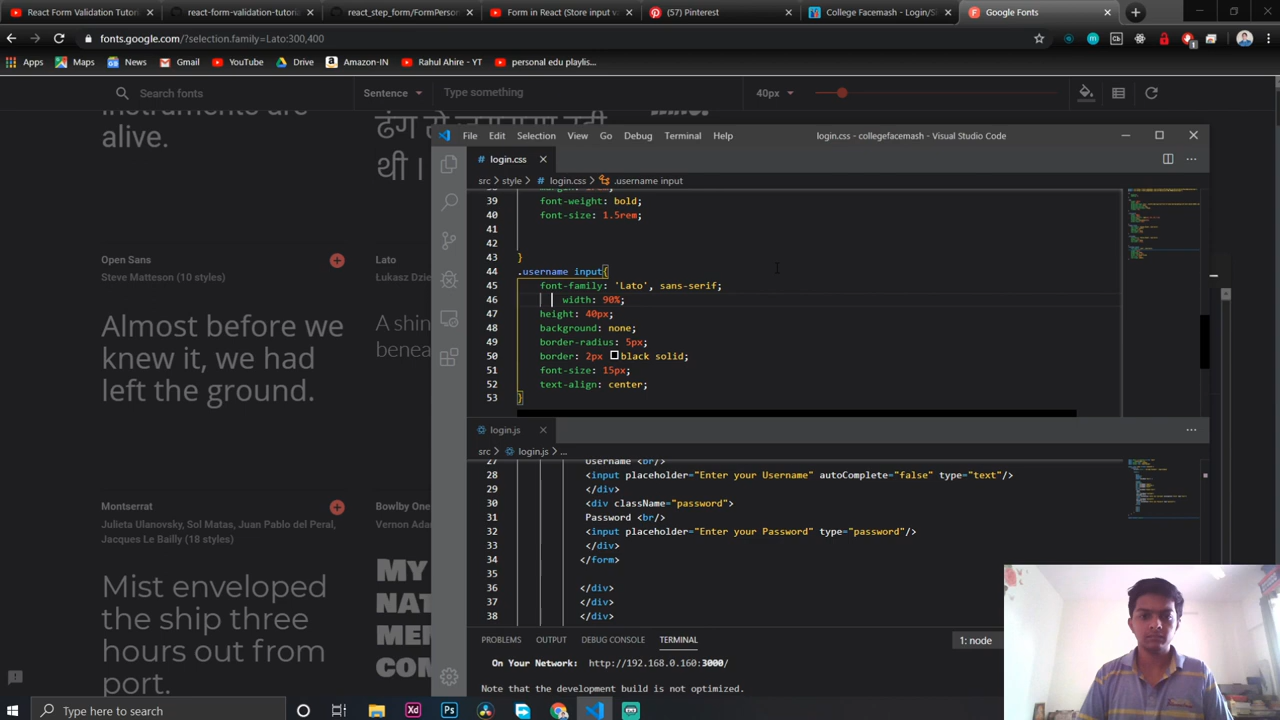 React Form Validation Tutori
react-form-validation-tutori
react_step_form/FormPerson
Form in React (Store input v
(57) Pinterest
College Facemash - Login/Si
Google Fonts
fonts.google.com/?selection.family=Lato:300,400
Apps
Maps
News
Gmail
YouTube
Drive
Amazon-IN
Rahul Ahire - YT
personal edu playlis...
Search fonts
Sentence
Type something
40px
instruments are
alive.
थी।
File Edit Selection View Go Debug Terminal Help
login.css - collegefacemash - Visual Studio Code
login.css
src > style > login.css > .username input
39 font-weight: bold;
40 font-size: 1.5rem;
41
42
43 }
44 .username input{
45 font-family: 'Lato', sans-serif;
46 width: 90%;
47 height: 40px;
48 background: none;
49 border-radius: 5px;
50 border: 2px black solid;
51 font-size: 15px;
52 text-align: center;
53 }
Open Sans
Steve Matteson (10 styles)
Lato
Łukasz Dzie
Almost before we
knew it, we had
left the ground.
A shin
benea
login.js
src > login.js > ...
27 Username <br/>
28 <input placeholder="Enter your Username" autoComplete="false" type="text"/>
29 </div>
30 <div className="password">
31 Password <br/>
32 <input placeholder="Enter your Password" type="password"/>
33 </div>
34 </form>
35
36 </div>
37 </div>
38 </div>
Montserrat
Julieta Ulanovsky, Sol Matas, Juan Pablo del Peral,
Jacques Le Bailly (18 styles)
Bowlby One
Vernon Adam
Mist enveloped
the ship three
hours out from
port.
MY
NAT
MEN
CON
PROBLEMS OUTPUT DEBUG CONSOLE TERMINAL
1: node
On Your Network: http://192.168.0.160:3000/
Note that the development build is not optimized.
Type here to search